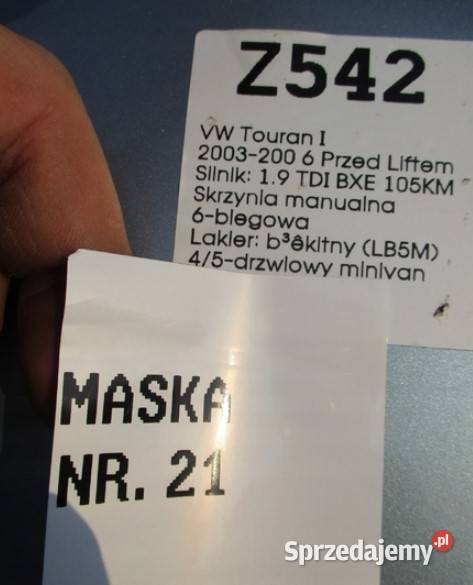 Z542
VW Touran I
2003-200 6 Przed Liftem
Silnik: 1.9 TDI BXE 105KM
Skrzynia manualna
6-biegowa
Lakier: b³êkitny (LB5M)
4/5-drzwiowy minivan
MASKA
NR. 21
Sprzedajemy.pl